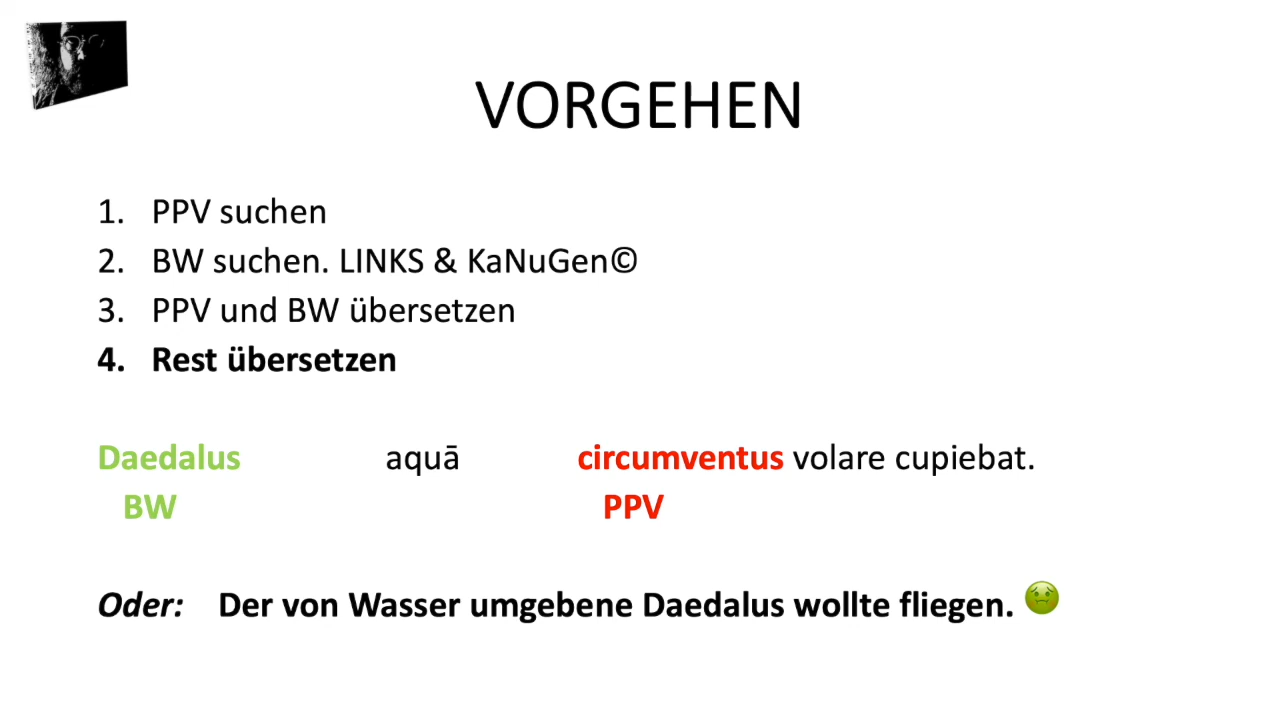 VORGEHEN
1. PPV suchen
2. BW suchen. LINKS & KaNuGen©
3. PPV und BW übersetzen
4. Rest übersetzen
Daedalus aquā circumventus volare cupiebat.
BW PPV
Oder: Der von Wasser umgebene Daedalus wollte fliegen. 🤢